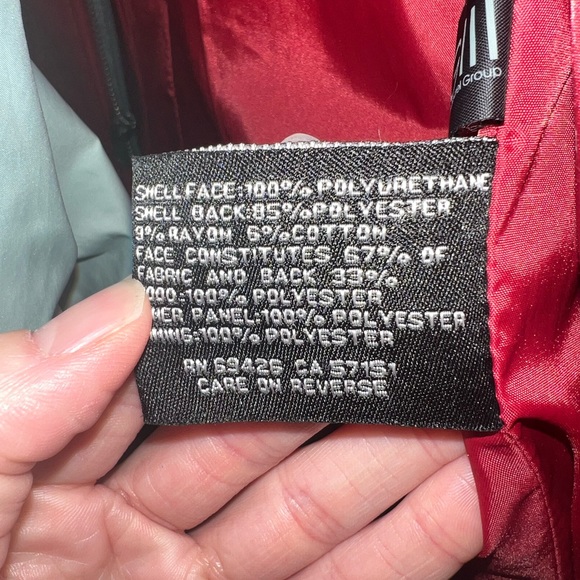 Group
SHELL FACE:100% POLYURETHANE
SHELL BACK:85% POLYESTER
9% RAYON 6% COTTON
FACE CONSTITUTES 67% OF
FABRIC AND BACK 33%
100% POLYESTER
PANEL:100% POLYESTER
100% POLYESTER
RN 69426 CA 57151
CARE ON REVERSE